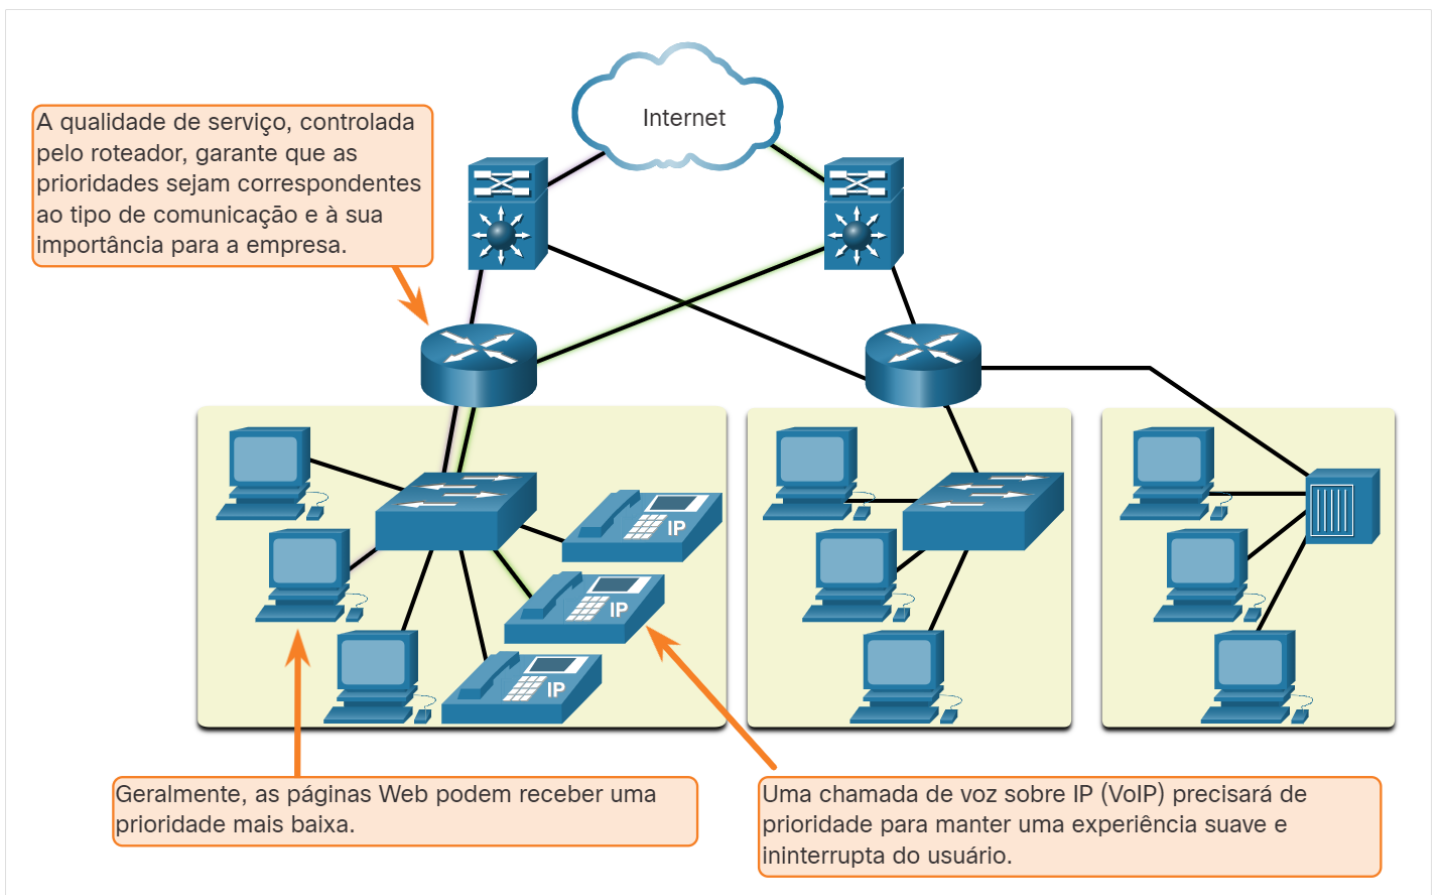 Internet
A qualidade de serviço, controlada
pelo roteador, garante que as
prioridades sejam correspondentes
ao tipo de comunicação e à sua
importância para a empresa.
IP
IP
IP
Geralmente, as páginas Web podem receber uma
prioridade mais baixa.
Uma chamada de voz sobre IP (VoIP) precisará de
prioridade para manter uma experiência suave e
ininterrupta do usuário.